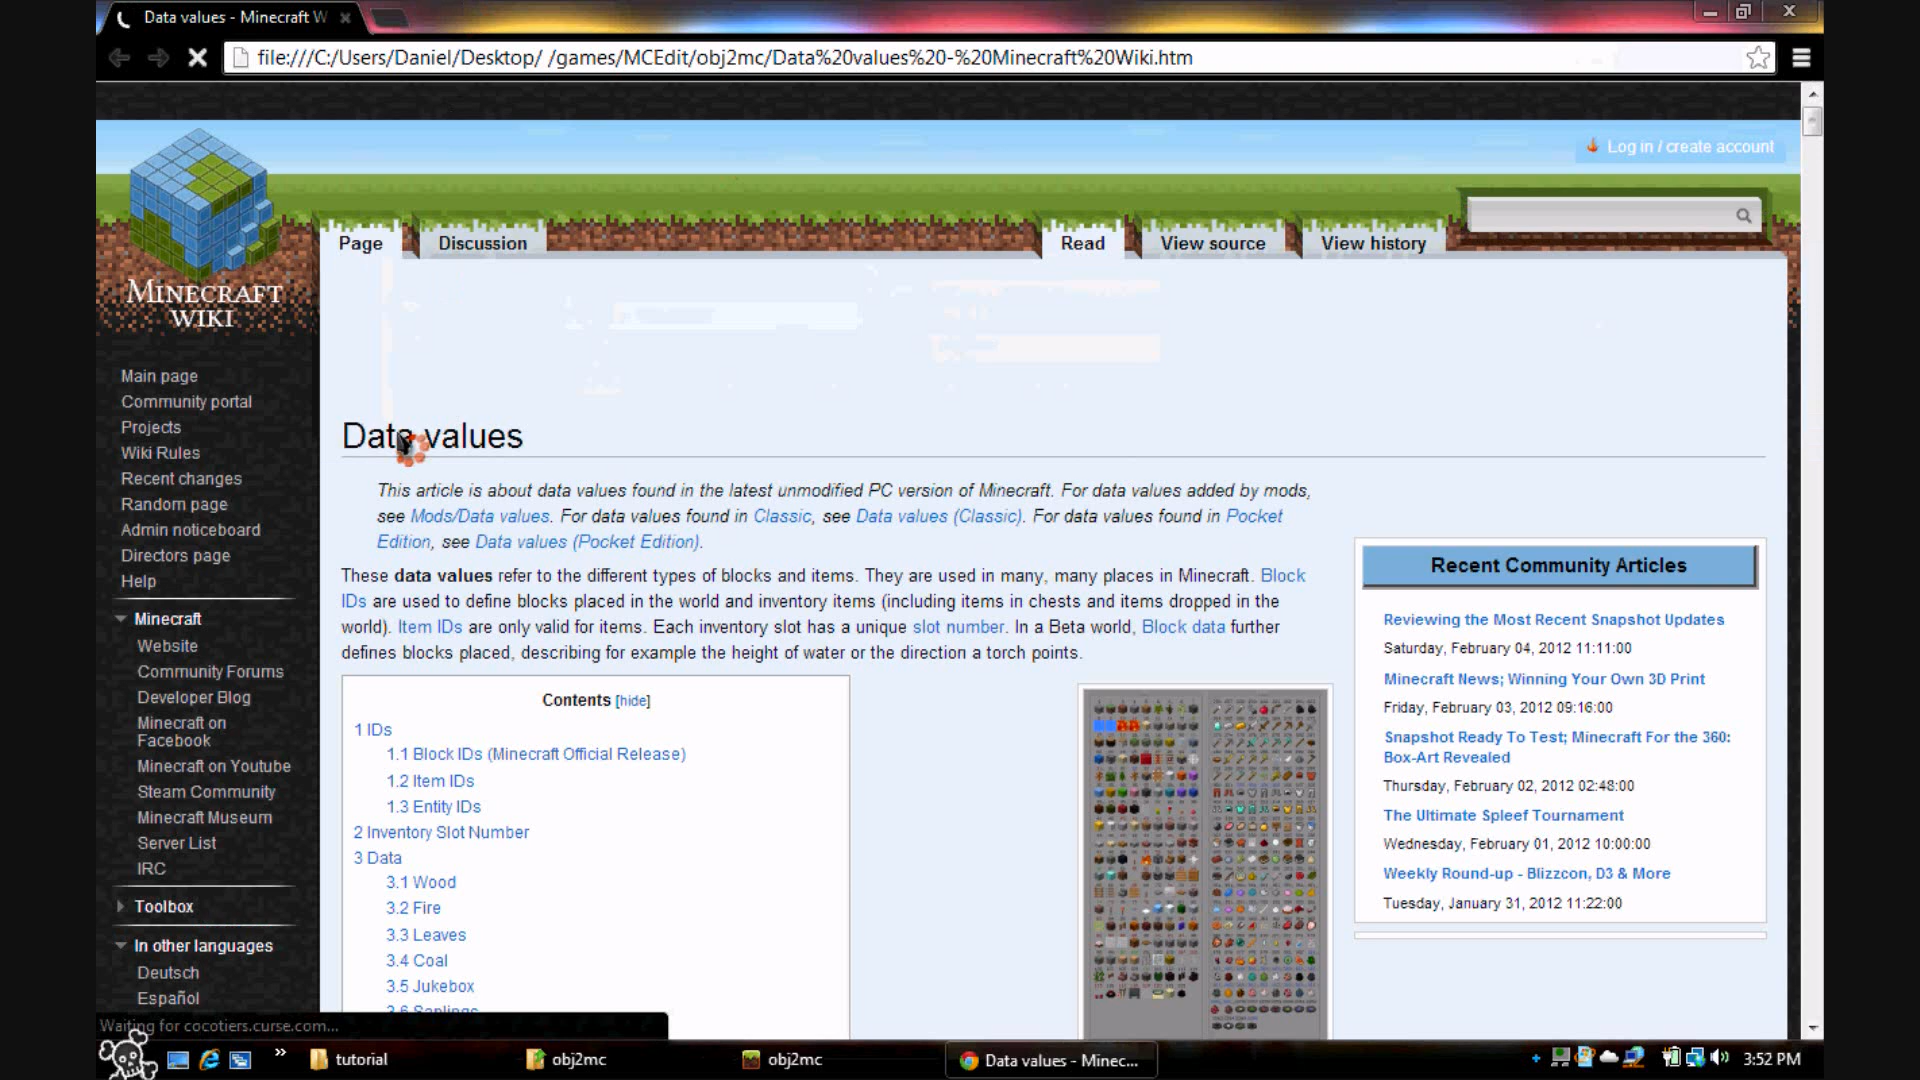 Data values - Minecraft W
file:///C:/Users/Daniel/Desktop/ /games/MCEdit/obj2mc/Data%20values%20-%20Minecraft%20Wiki.htm
Log in / create account
Page
Discussion
Read
View source
View history
MINECRAFT
WIKI
Main page
Community portal
Projects
Wiki Rules
Recent changes
Random page
Admin noticeboard
Directors page
Help
Minecraft
Website
Community Forums
Developer Blog
Minecraft on
Facebook
Minecraft on Youtube
Steam Community
Minecraft Museum
Server List
IRC
Toolbox
In other languages
Deutsch
Español
Data values
This article is about data values found in the latest unmodified PC version of Minecraft. For data values added by mods,
see Mods/Data values. For data values found in Classic, see Data values (Classic). For data values found in Pocket
Edition, see Data values (Pocket Edition).
These data values refer to the different types of blocks and items. They are used in many, many places in Minecraft. Block
IDs are used to define blocks placed in the world and inventory items (including items in chests and items dropped in the
world). Item IDs are only valid for items. Each inventory slot has a unique slot number. In a Beta world, Block data further
defines blocks placed, describing for example the height of water or the direction a torch points.
Contents [hide]
1 IDs
1.1 Block IDs (Minecraft Official Release)
1.2 Item IDs
1.3 Entity IDs
2 Inventory Slot Number
3 Data
3.1 Wood
3.2 Fire
3.3 Leaves
3.4 Coal
3.5 Jukebox
3.6 Saplings
Recent Community Articles
Reviewing the Most Recent Snapshot Updates
Saturday, February 04, 2012 11:11:00
Minecraft News; Winning Your Own 3D Print
Friday, February 03, 2012 09:16:00
Snapshot Ready To Test; Minecraft For the 360:
Box-Art Revealed
Thursday, February 02, 2012 02:48:00
The Ultimate Spleef Tournament
Wednesday, February 01, 2012 10:00:00
Weekly Round-up - Blizzcon, D3 & More
Tuesday, January 31, 2012 11:22:00
Waiting for cocotiers.curse.com...
tutorial
obj2mc
obj2mc
Data values - Minec...
3:52 PM